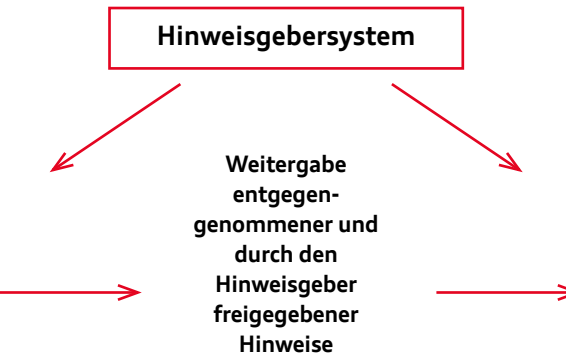 Hinweisgebersystem
Weitergabe
entgegen-
genommener und
durch den
Hinweisgeber
freigegebener
Hinweise